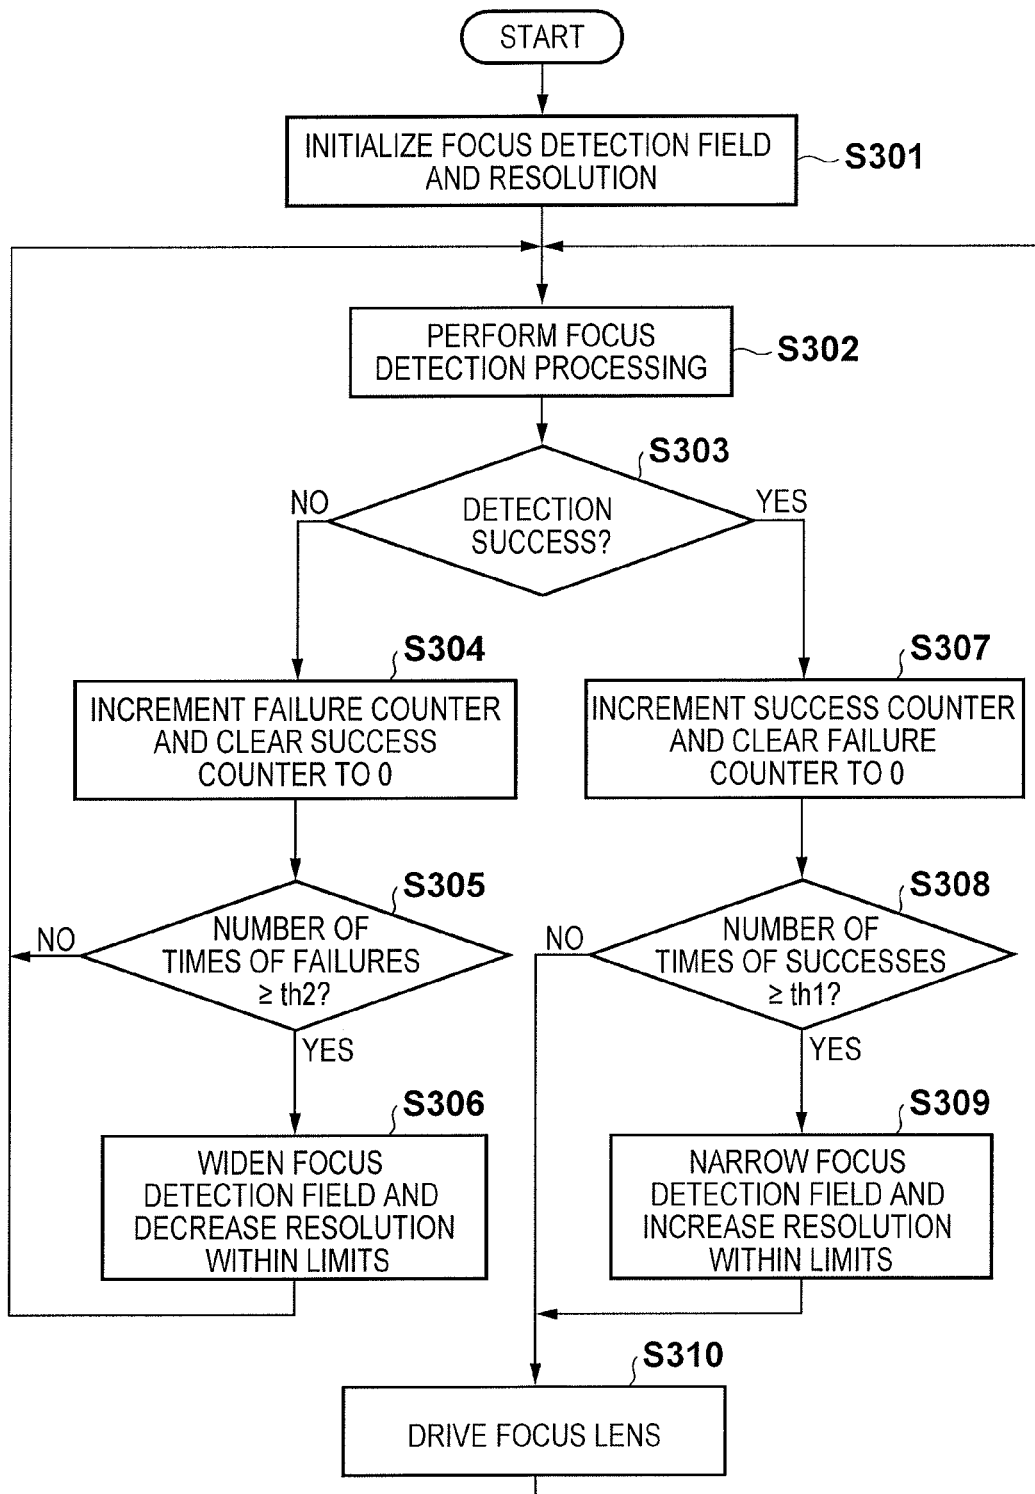 START
INITIALIZE FOCUS DETECTION FIELD
AND RESOLUTION
S301
PERFORM FOCUS
DETECTION PROCESSING
S302
S303
NO
YES
DETECTION
SUCCESS?
S304
INCREMENT FAILURE COUNTER
AND CLEAR SUCCESS
COUNTER TO 0
S307
INCREMENT SUCCESS COUNTER
AND CLEAR FAILURE
COUNTER TO 0
S305
NO
NUMBER OF
TIMES OF FAILURES
≥ th2?
YES
S308
NO
NUMBER OF
TIMES OF SUCCESSES
≥ th1?
YES
S306
WIDEN FOCUS
DETECTION FIELD AND
DECREASE RESOLUTION
WITHIN LIMITS
S309
NARROW FOCUS
DETECTION FIELD AND
INCREASE RESOLUTION
WITHIN LIMITS
S310
DRIVE FOCUS LENS